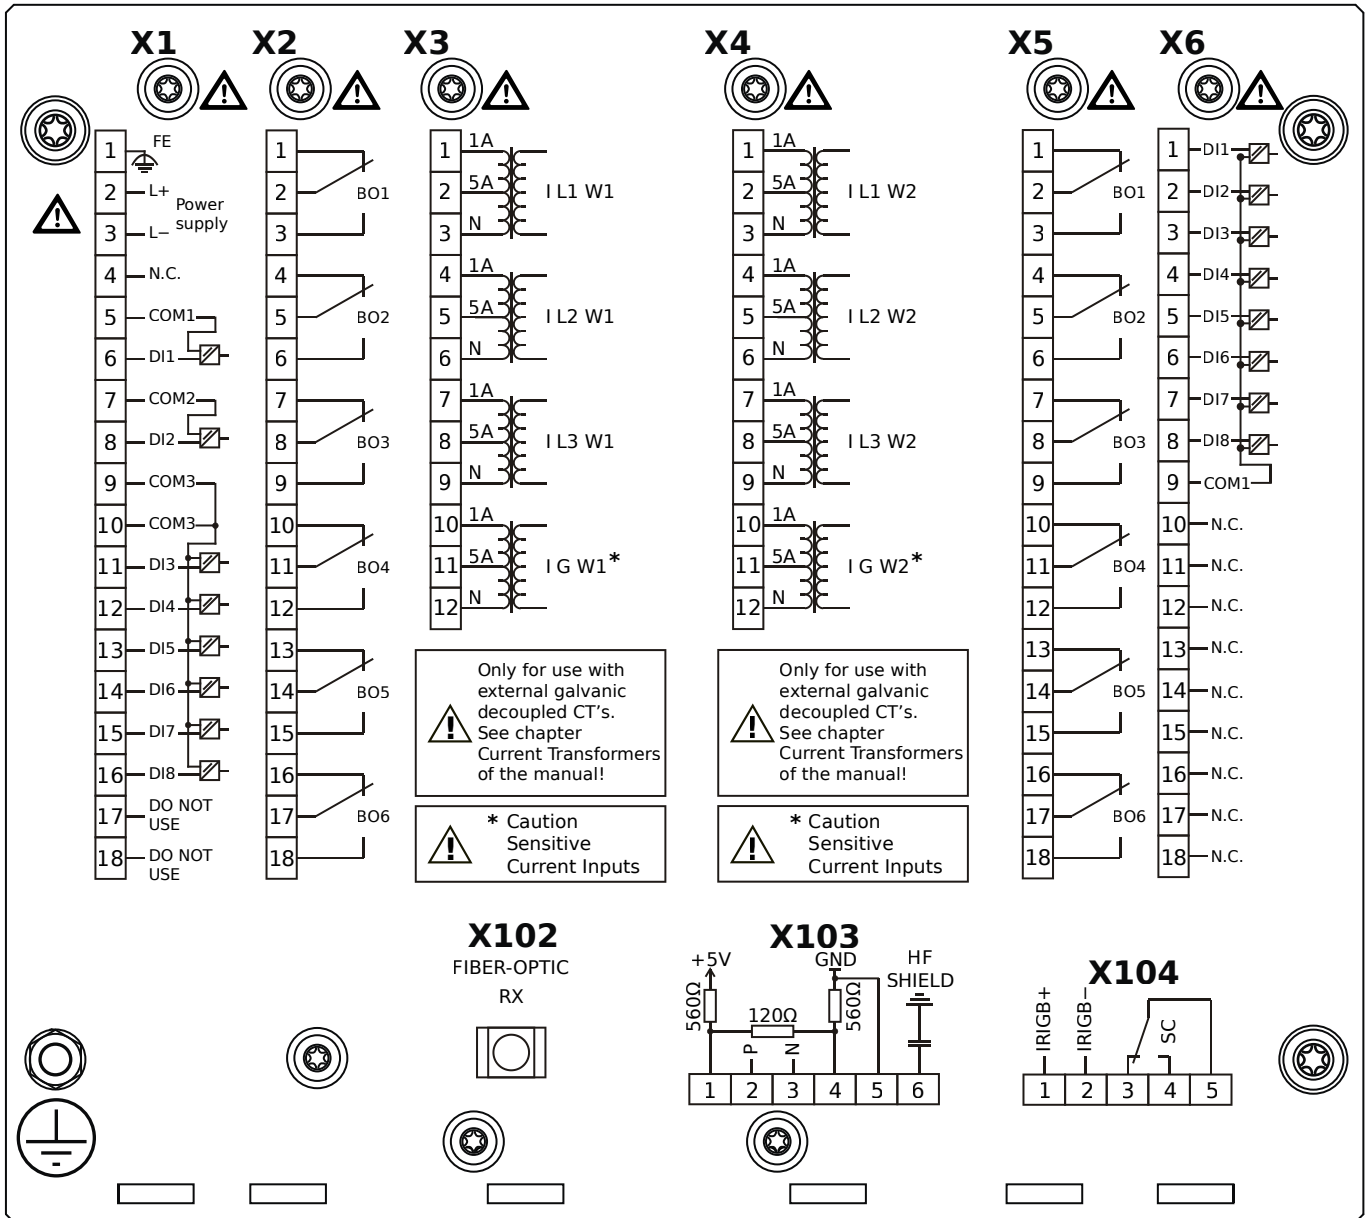 X1 X2 X3 X4 X5 X6
1 FE
2 L+
Power
supply
3 L−
4 N.C.
5 COM1
6 DI1
7 COM2
8 DI2
9 COM3
10 COM3
11 DI3
12 DI4
13 DI5
14 DI6
15 DI7
16 DI8
17 DO NOT
USE
18 DO NOT
USE
1
2 BO1
3
4
5 BO2
6
7
8 BO3
9
10
11 BO4
12
13
14 BO5
15
16
17 BO6
18
1 1A
2 5A I L1 W1
3 N
4 1A
5 5A I L2 W1
6 N
7 1A
8 5A I L3 W1
9 N
10 1A
11 5A I G W1*
12 N
Only for use with
external galvanic
decoupled CT's.
See chapter
Current Transformers
of the manual!
* Caution
Sensitive
Current Inputs
1 1A
2 5A I L1 W2
3 N
4 1A
5 5A I L2 W2
6 N
7 1A
8 5A I L3 W2
9 N
10 1A
11 5A I G W2*
12 N
Only for use with
external galvanic
decoupled CT's.
See chapter
Current Transformers
of the manual!
* Caution
Sensitive
Current Inputs
1
2 BO1
3
4
5 BO2
6
7
8 BO3
9
10
11 BO4
12
13
14 BO5
15
16
17 BO6
18
1 DI1
2 DI2
3 DI3
4 DI4
5 DI5
6 DI6
7 DI7
8 DI8
9 COM1
10 N.C.
11 N.C.
12 N.C.
13 N.C.
14 N.C.
15 N.C.
16 N.C.
17 N.C.
18 N.C.
X102
FIBER-OPTIC
RX
X103
+5V GND HF
SHIELD
560Ω 120Ω 560Ω
P N
1 2 3 4 5 6
X104
IRIGB+ IRIGB− SC
1 2 3 4 5